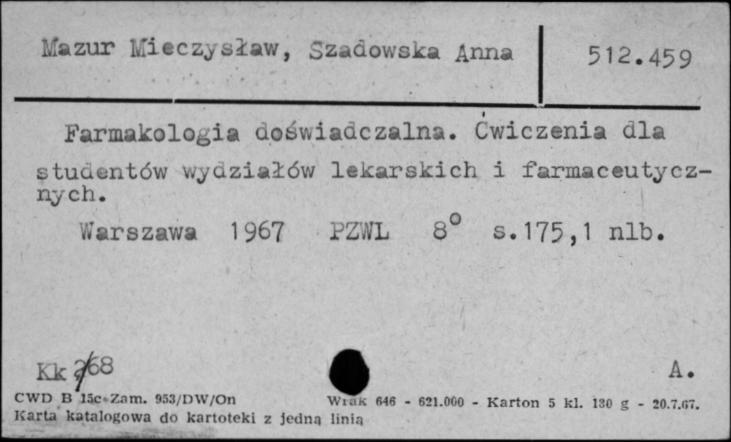 Mazur Mieczysław, Szadowska Anna 512.459
Farmakologia doświadczalna. Ćwiczenia dla
studentów wydziałów lekarskich i farmaceutycz-
nych.
Warszawa 1967 PZWL 8° s.175,1 nlb.
Kk /68 A.
CWD B 15c Zam. 953/DW/On Wrak 646 - 621.000 - Karton 5 kl. 130 g - 20.7.67.
Karta katalogowa do kartoteki z jedną linią